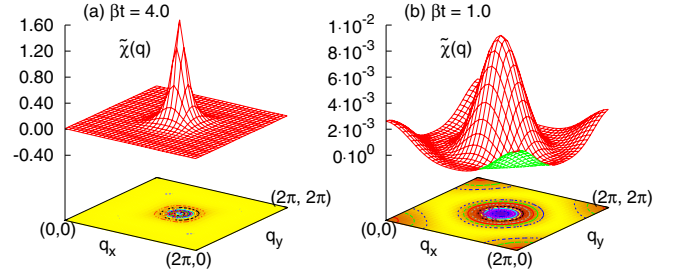 (a) βt = 4.0
χ̃(q)
1.60
1.20
0.80
0.40
0.00
-0.40
(0,0)
q_x
(2π,0)
q_y
(2π, 2π)
(b) βt = 1.0
χ̃(q)
1·10⁻²
8·10⁻³
6·10⁻³
4·10⁻³
2·10⁻³
0·10⁰
(0,0)
q_x
(2π,0)
q_y
(2π, 2π)